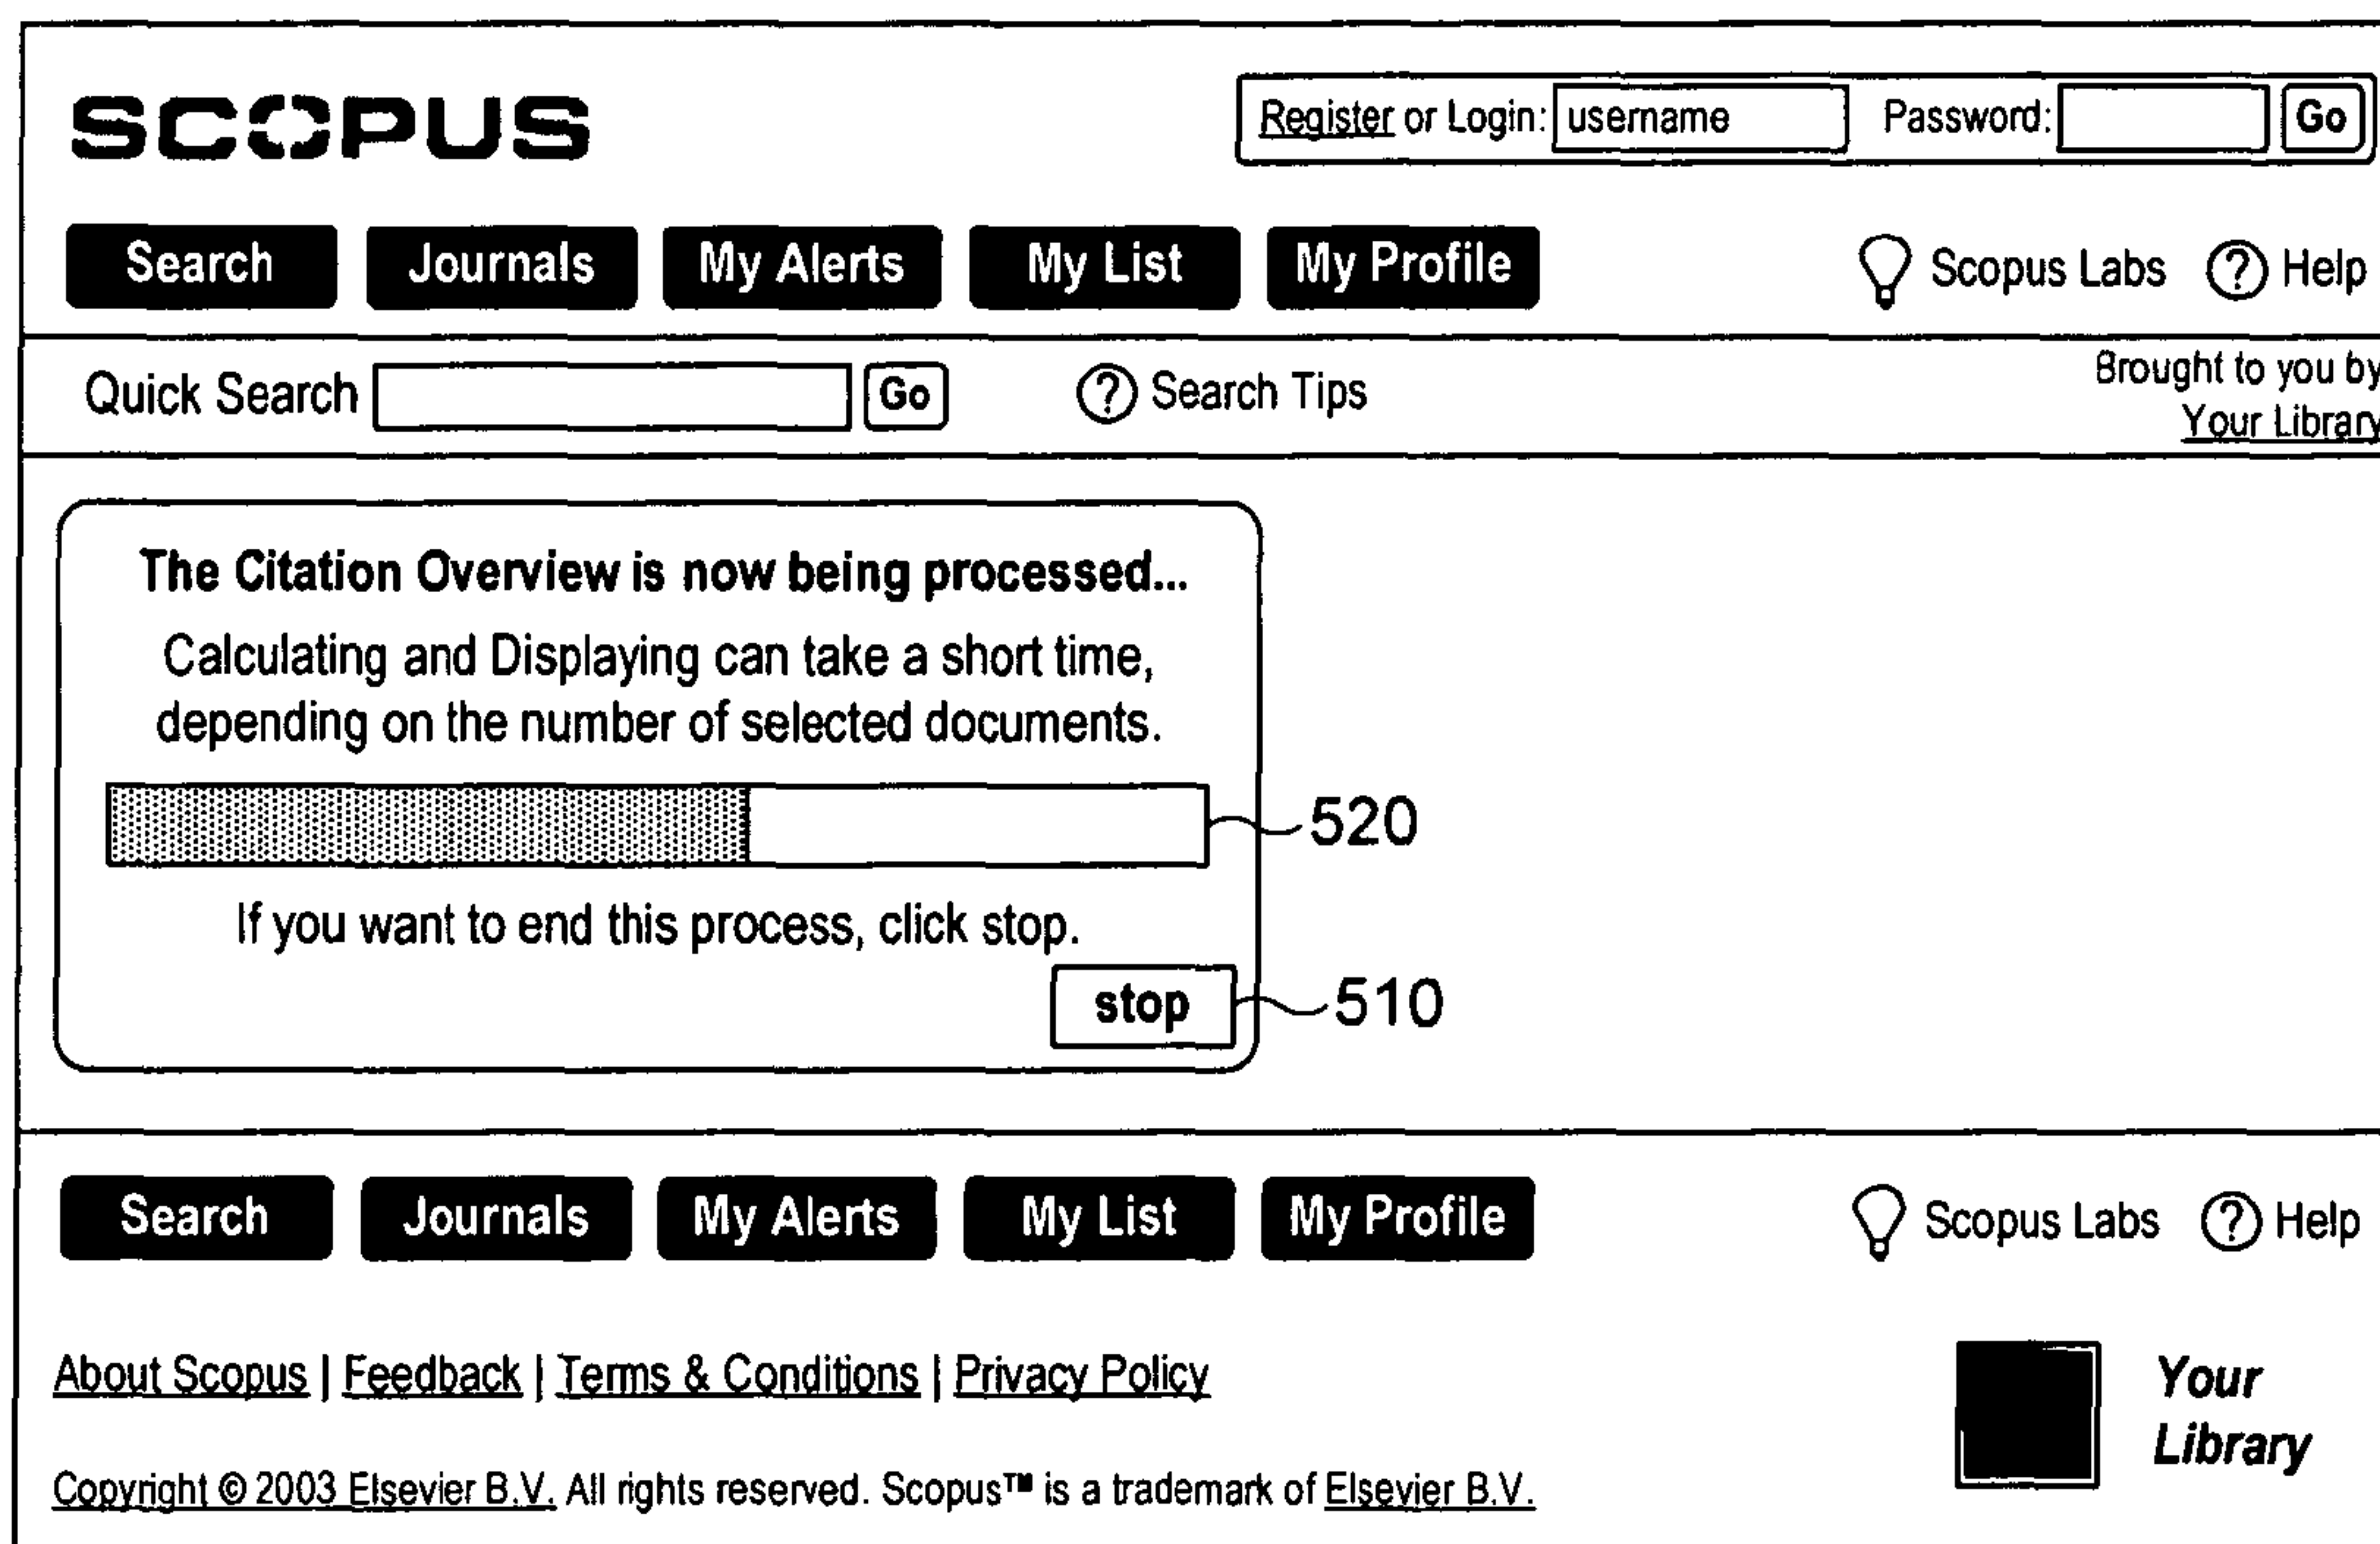 SCOPUS
Register or Login: username Password: Go
Search Journals My Alerts My List My Profile Scopus Labs ? Help
Quick Search Go ? Search Tips Brought to you by
Your Library
The Citation Overview is now being processed...
Calculating and Displaying can take a short time,
depending on the number of selected documents.
520
If you want to end this process, click stop.
stop 510
Search Journals My Alerts My List My Profile Scopus Labs ? Help
About Scopus | Feedback | Terms & Conditions | Privacy Policy
Your
Library
Copyright © 2003 Elsevier B.V. All rights reserved. Scopus™ is a trademark of Elsevier B.V.